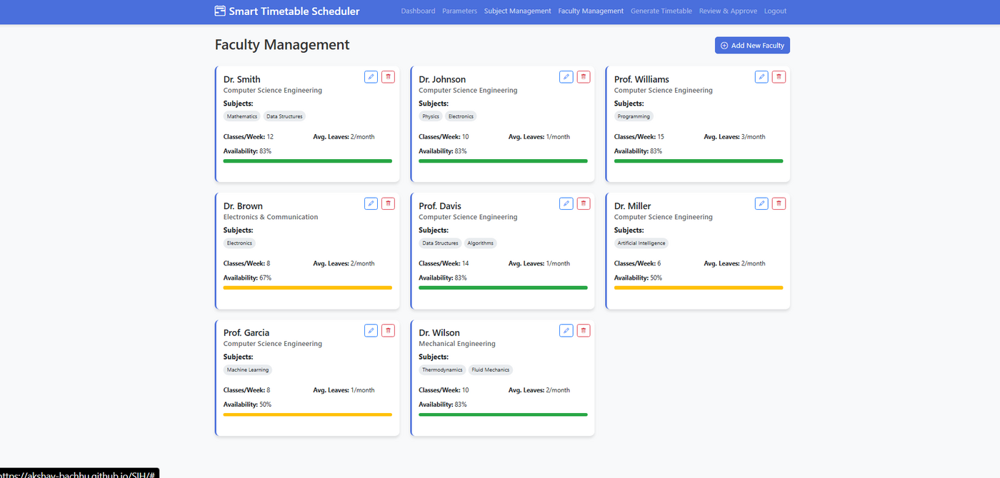 Smart Timetable Scheduler Dashboard Parameters Subject Management Faculty Management Generate Timetable Review & Approve Logout
Faculty Management Add New Faculty
Dr. Smith
Computer Science Engineering
Subjects:
Mathematics Data Structures
Classes/Week: 12 Avg. Leaves: 2/month
Availability: 83%
Dr. Johnson
Computer Science Engineering
Subjects:
Physics Electronics
Classes/Week: 10 Avg. Leaves: 1/month
Availability: 83%
Prof. Williams
Computer Science Engineering
Subjects:
Programming
Classes/Week: 15 Avg. Leaves: 3/month
Availability: 83%
Dr. Brown
Electronics & Communication
Subjects:
Electronics
Classes/Week: 8 Avg. Leaves: 2/month
Availability: 67%
Prof. Davis
Computer Science Engineering
Subjects:
Data Structures Algorithms
Classes/Week: 14 Avg. Leaves: 1/month
Availability: 83%
Dr. Miller
Computer Science Engineering
Subjects:
Artificial Intelligence
Classes/Week: 6 Avg. Leaves: 2/month
Availability: 50%
Prof. Garcia
Computer Science Engineering
Subjects:
Machine Learning
Classes/Week: 8 Avg. Leaves: 1/month
Availability: 50%
Dr. Wilson
Mechanical Engineering
Subjects:
Thermodynamics Fluid Mechanics
Classes/Week: 10 Avg. Leaves: 2/month
Availability: 83%
https://akshay-bachhu.github.io/SIH/#